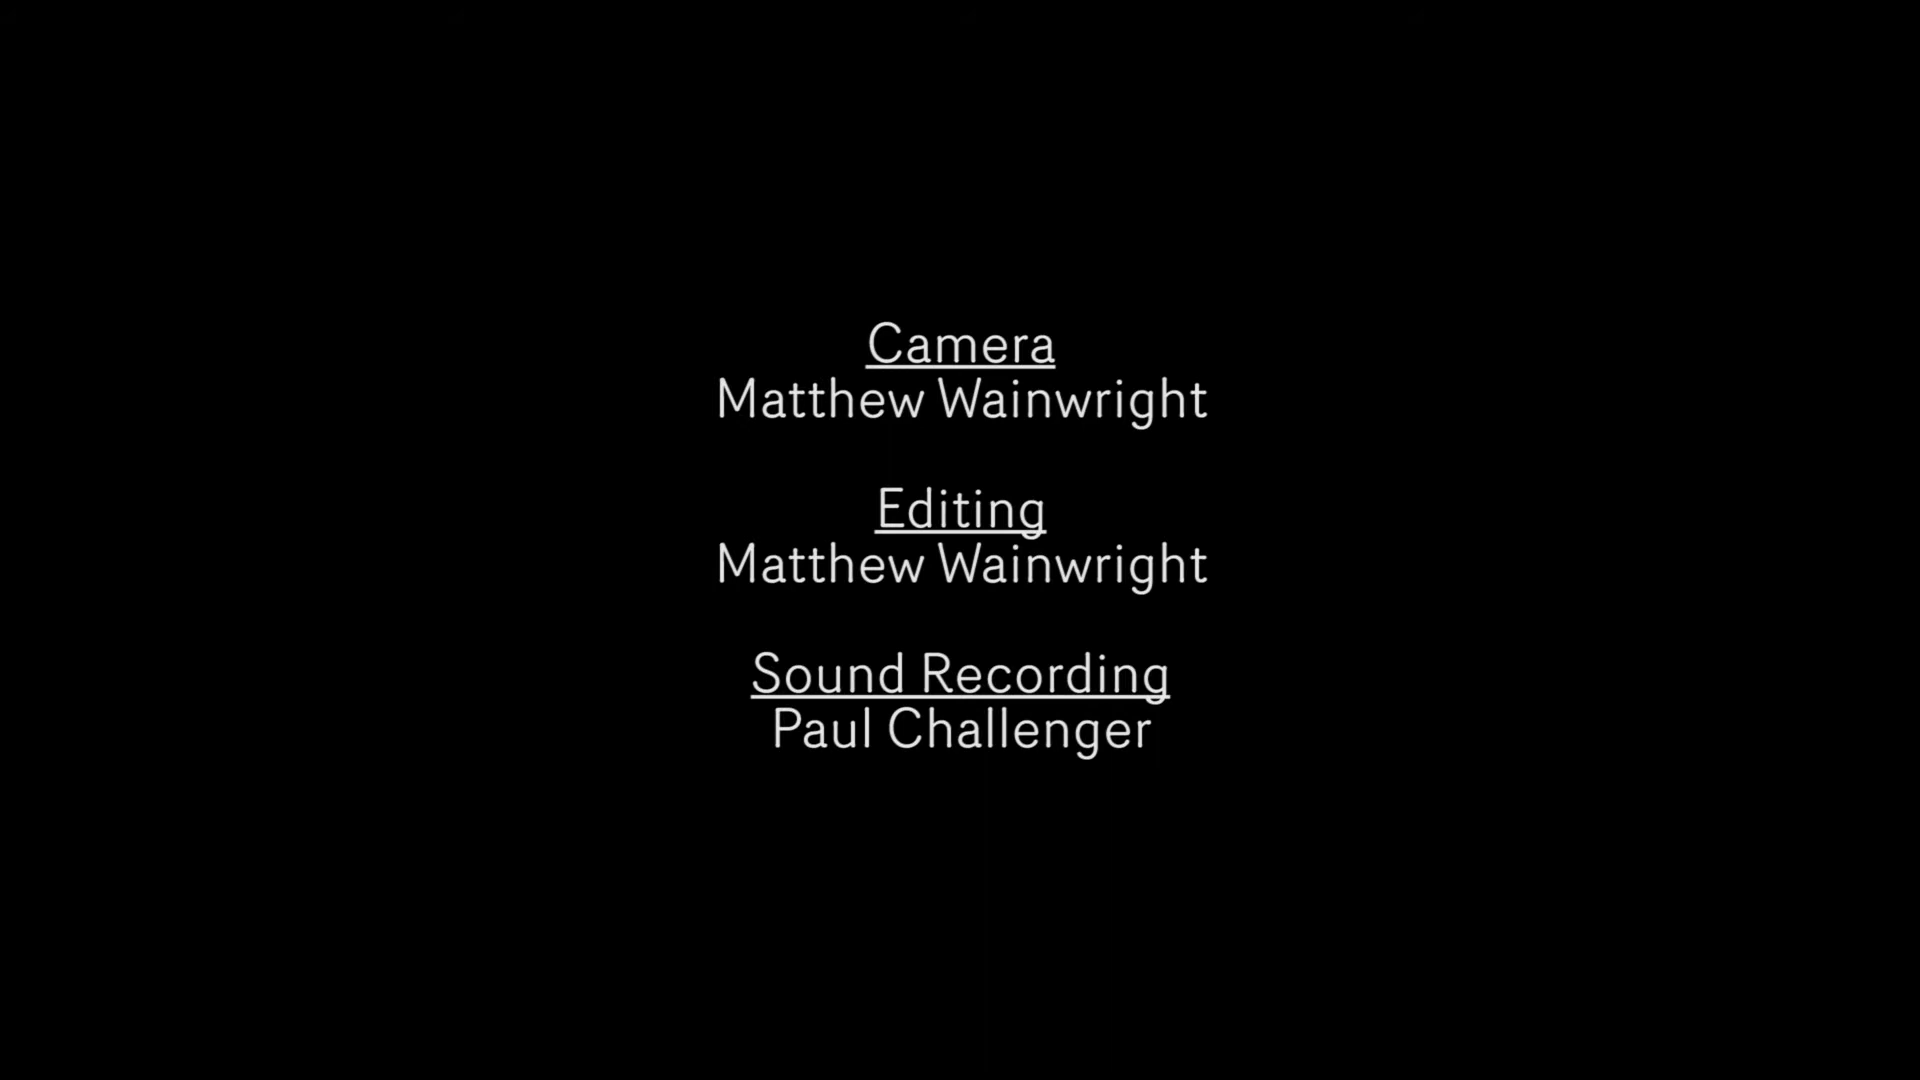 Camera
Matthew Wainwright
Editing
Matthew Wainwright
Sound Recording
Paul Challenger